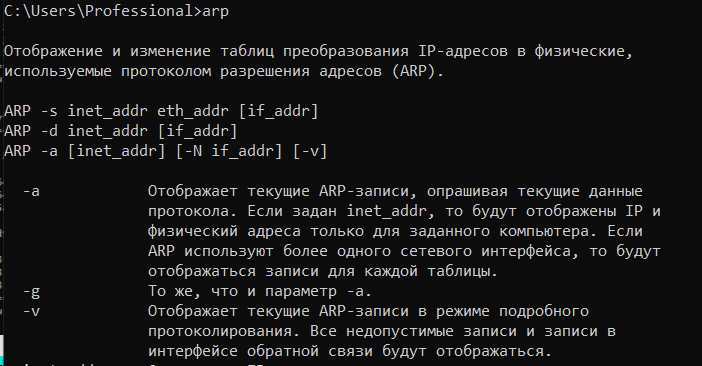 C:\Users\Professional>arp
Отображение и изменение таблиц преобразования IP-адресов в физические,
используемые протоколом разрешения адресов (ARP).
ARP -s inet_addr eth_addr [if_addr]
ARP -d inet_addr [if_addr]
ARP -a [inet_addr] [-N if_addr] [-v]
-a Отображает текущие ARP-записи, опрашивая текущие данные
протокола. Если задан inet_addr, то будут отображены IP и
физический адреса только для заданного компьютера. Если
ARP используют более одного сетевого интерфейса, то будут
отображаться записи для каждой таблицы.
-g То же, что и параметр -a.
-v Отображает текущие ARP-записи в режиме подробного
протоколирования. Все недопустимые записи и записи в
интерфейсе обратной связи будут отображаться.